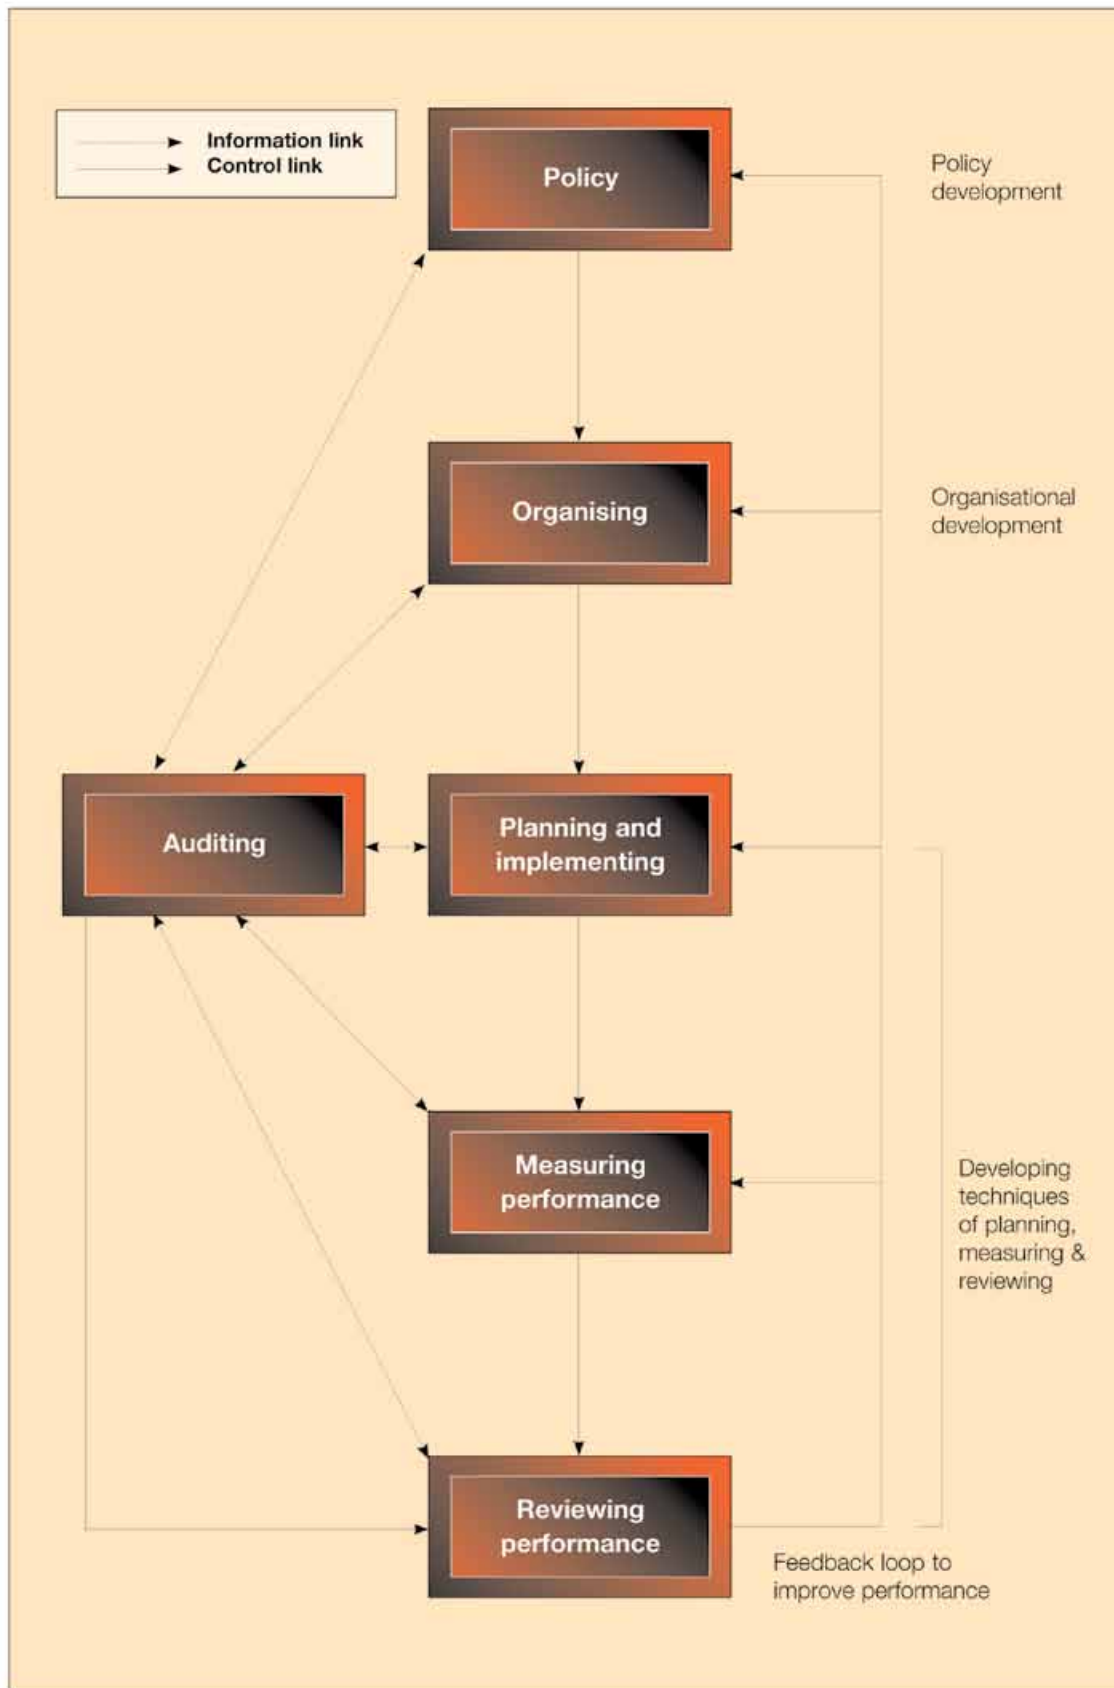 Information link
Control link
Policy
Policy
development
Organising
Organisational
development
Auditing
Planning and
implementing
Measuring
performance
Developing
techniques
of planning,
measuring &
reviewing
Reviewing
performance
Feedback loop to
improve performance